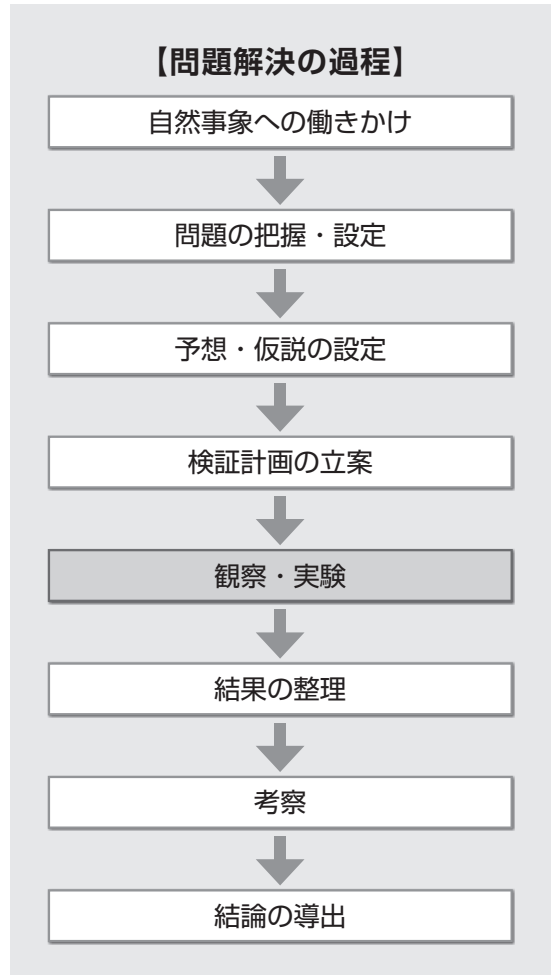 【問題解決の過程】
自然事象への働きかけ
問題の把握・設定
予想・仮説の設定
検証計画の立案
観察・実験
結果の整理
考察
結論の導出